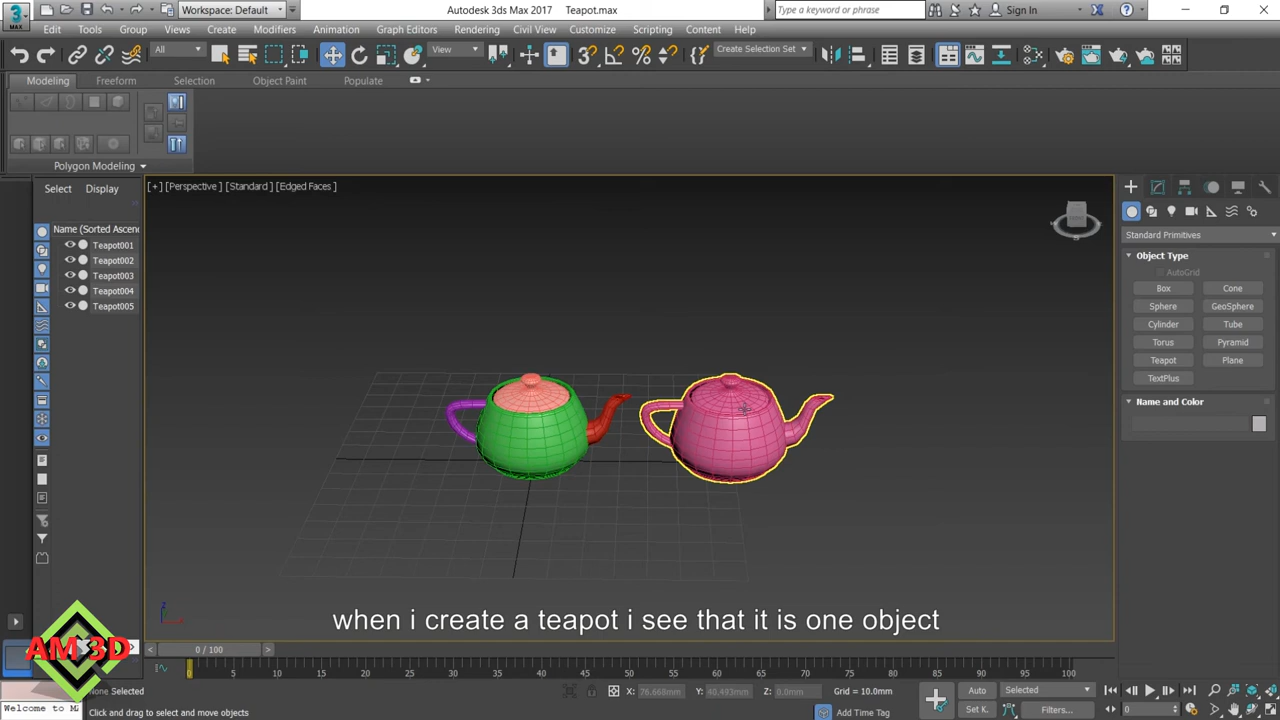 3
MAX
Workspace: Default
Autodesk 3ds Max 2017 Teapot.max
Type a keyword or phrase
Sign In
Edit Tools Group Views Create Modifiers Animation Graph Editors Rendering Civil View Customize Scripting Content Help
All
View
Create Selection Set
Modeling Freeform Selection Object Paint Populate
Polygon Modeling
Select Display
[+] [Perspective ] [Standard ] [Edged Faces ]
Name (Sorted Ascen
Teapot001
Teapot002
Teapot003
Teapot004
Teapot005
Standard Primitives
Object Type
AutoGrid
Box Cone
Sphere GeoSphere
Cylinder Tube
Torus Pyramid
Teapot Plane
TextPlus
Name and Color
when i create a teapot i see that it is one object
AM 3D
0 / 100
0 5 10 15 20 25 30 35 40 45 50 55 60 65 70 75 80 85 90 95 100
None Selected
X: 76.668mm Y: 40.493mm Z: 0.0mm Grid = 10.0mm
Auto Selected
Welcome to M
Click and drag to select and move objects
Add Time Tag
Set K. Filters...
0